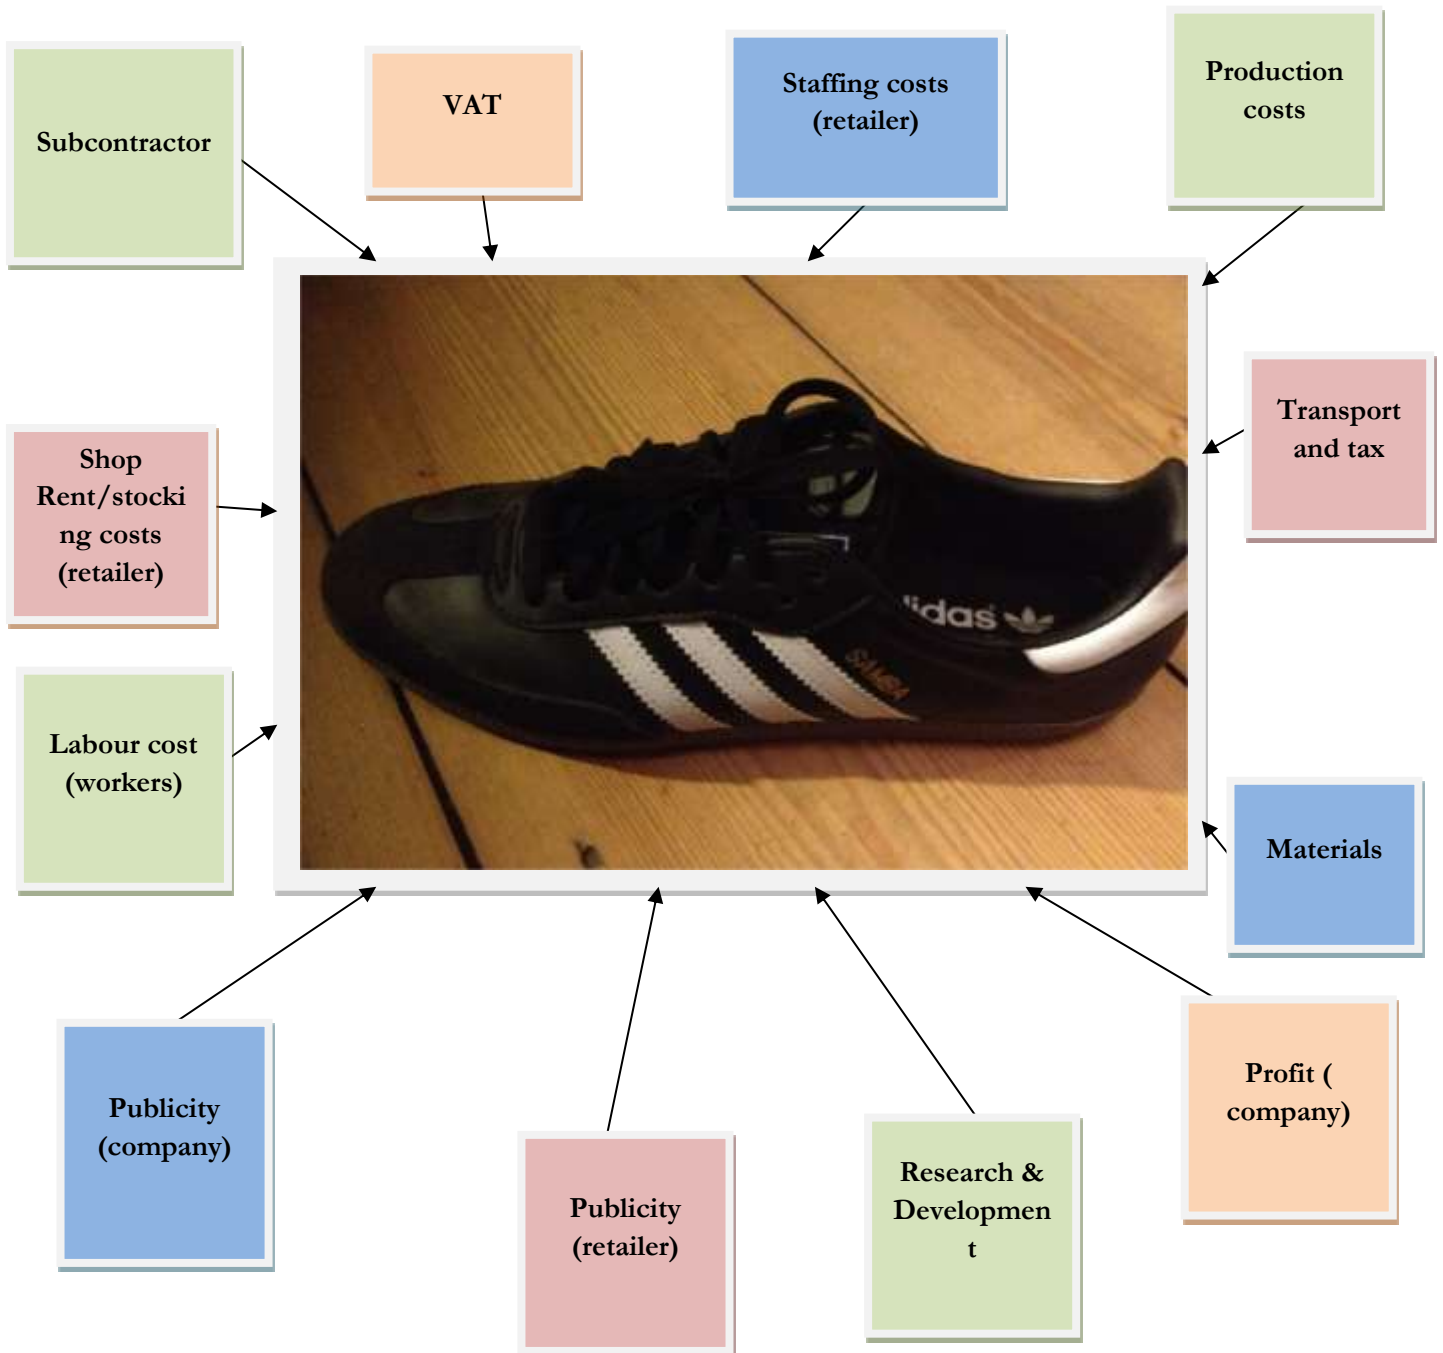 Subcontractor
VAT
Staffing costs
(retailer)
Production
costs
Transport
and tax
Shop
Rent/stocki
ng costs
(retailer)
Labour cost
(workers)
Materials
Publicity
(company)
Publicity
(retailer)
Research &
Developmen
t
Profit (
company)
didas
SAMBA